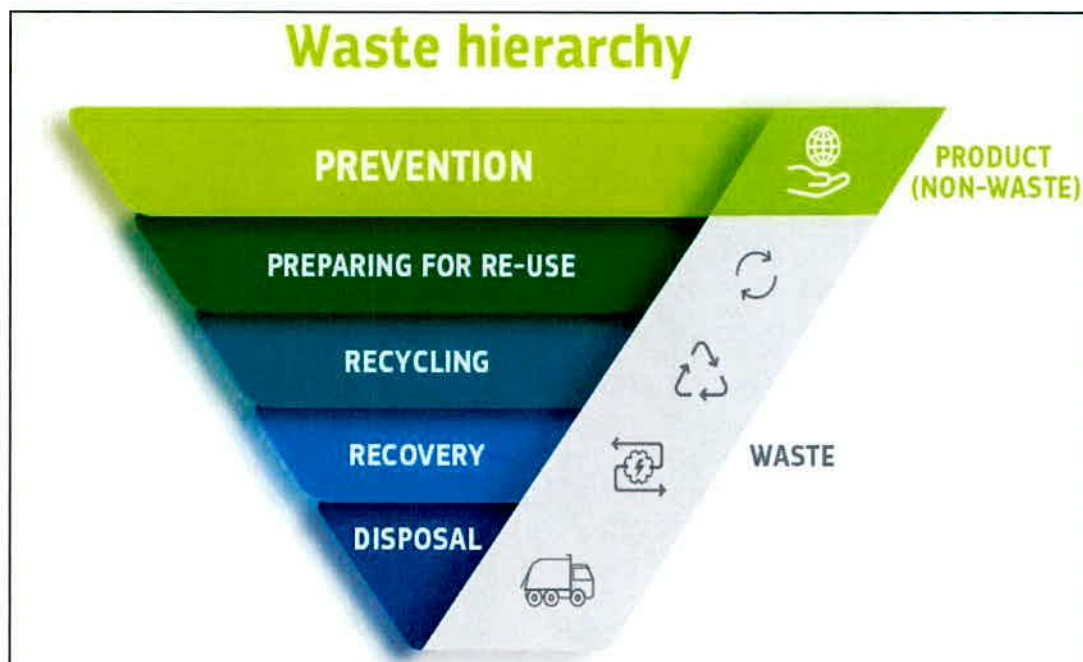 Waste hierarchy
PREVENTION
PRODUCT
(NON-WASTE)
PREPARING FOR RE-USE
RECYCLING
RECOVERY
WASTE
DISPOSAL